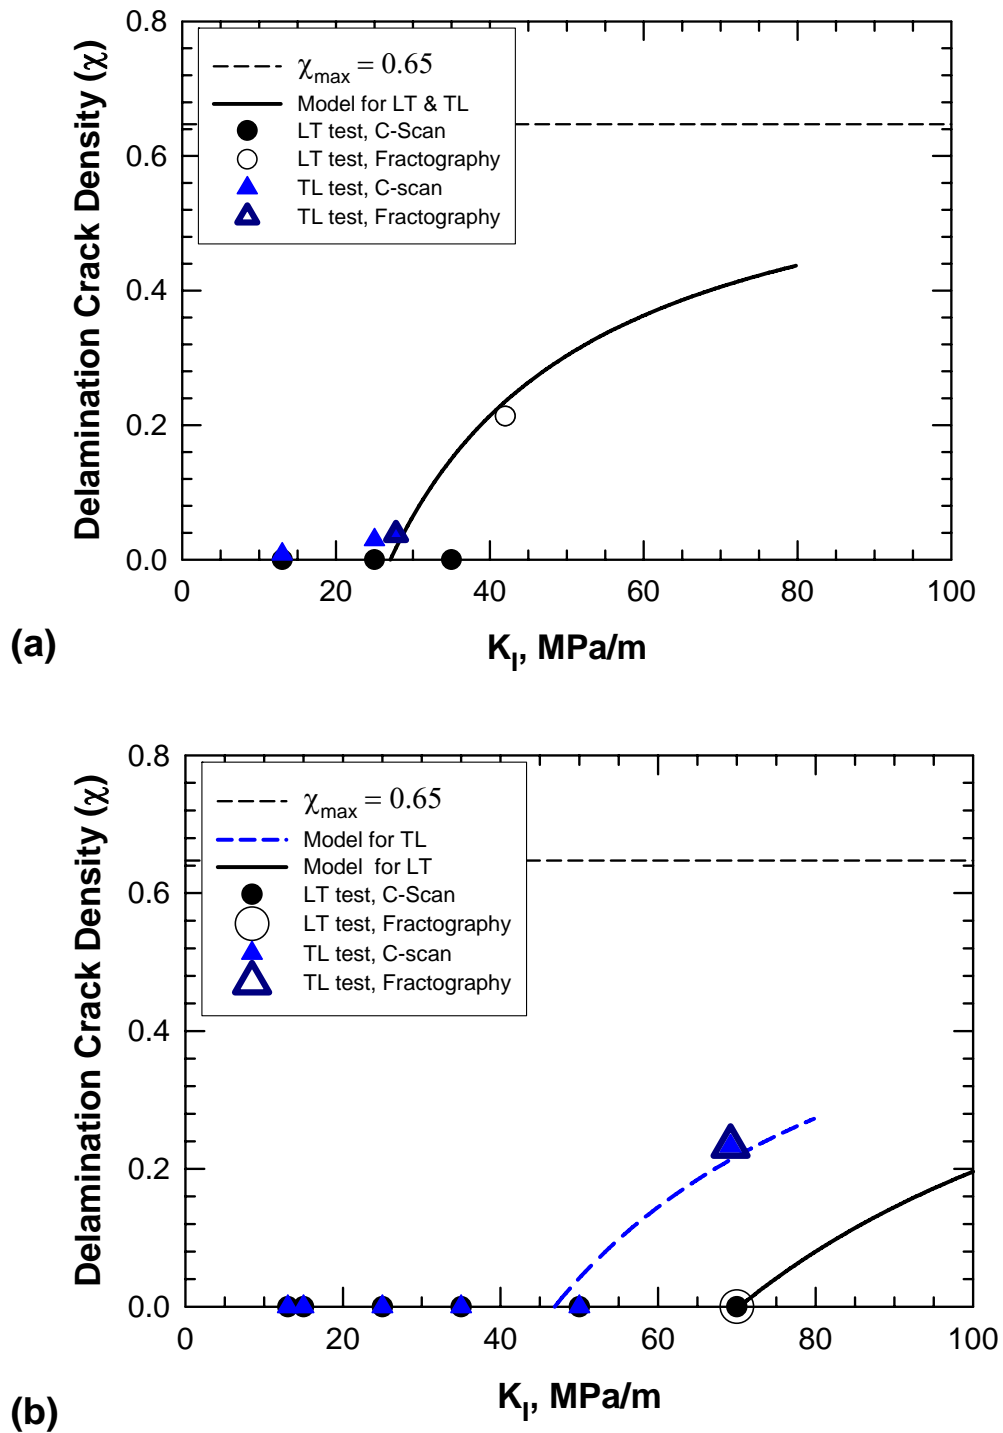 0.8
0.6
0.4
0.2
0.0
Delamination Crack Density (χ)
χmax = 0.65
Model for LT & TL
LT test, C-Scan
LT test, Fractography
TL test, C-scan
TL test, Fractography
0 20 40 60 80 100
KI, MPa/m
(a)
0.8
0.6
0.4
0.2
0.0
Delamination Crack Density (χ)
χmax = 0.65
Model for TL
Model for LT
LT test, C-Scan
LT test, Fractography
TL test, C-scan
TL test, Fractography
0 20 40 60 80 100
KI, MPa/m
(b)